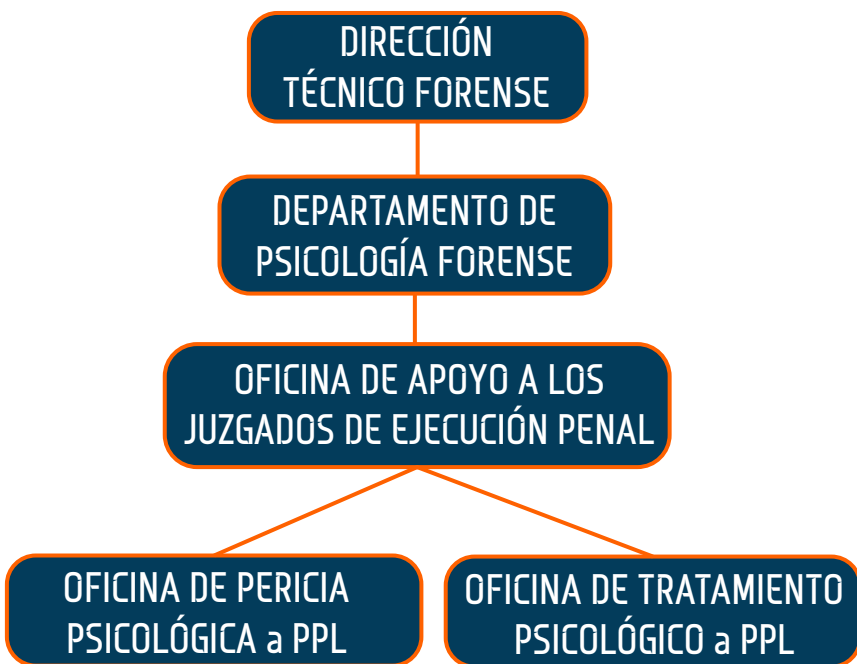 DIRECCIÓN
TÉCNICO FORENSE
DEPARTAMENTO DE
PSICOLOGÍA FORENSE
OFICINA DE APOYO A LOS
JUZGADOS DE EJECUCIÓN PENAL
OFICINA DE PERICIA
PSICOLÓGICA a PPL
OFICINA DE TRATAMIENTO
PSICOLÓGICO a PPL